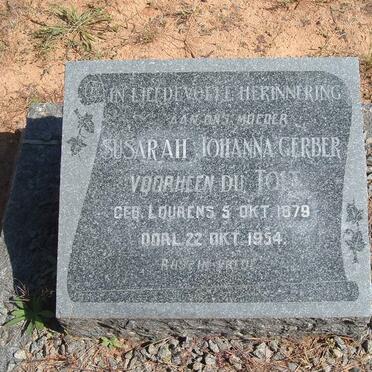 IN LIEFDEVOLLE HERINNERING
AAN ONS MOEDER
SUSARAH JOHANNA GERBER
VOORHEEN DU TOIT
GEB. LOURENS 5 OKT. 1879
OORL. 22 OKT. 1954.
RUS IN VREDE